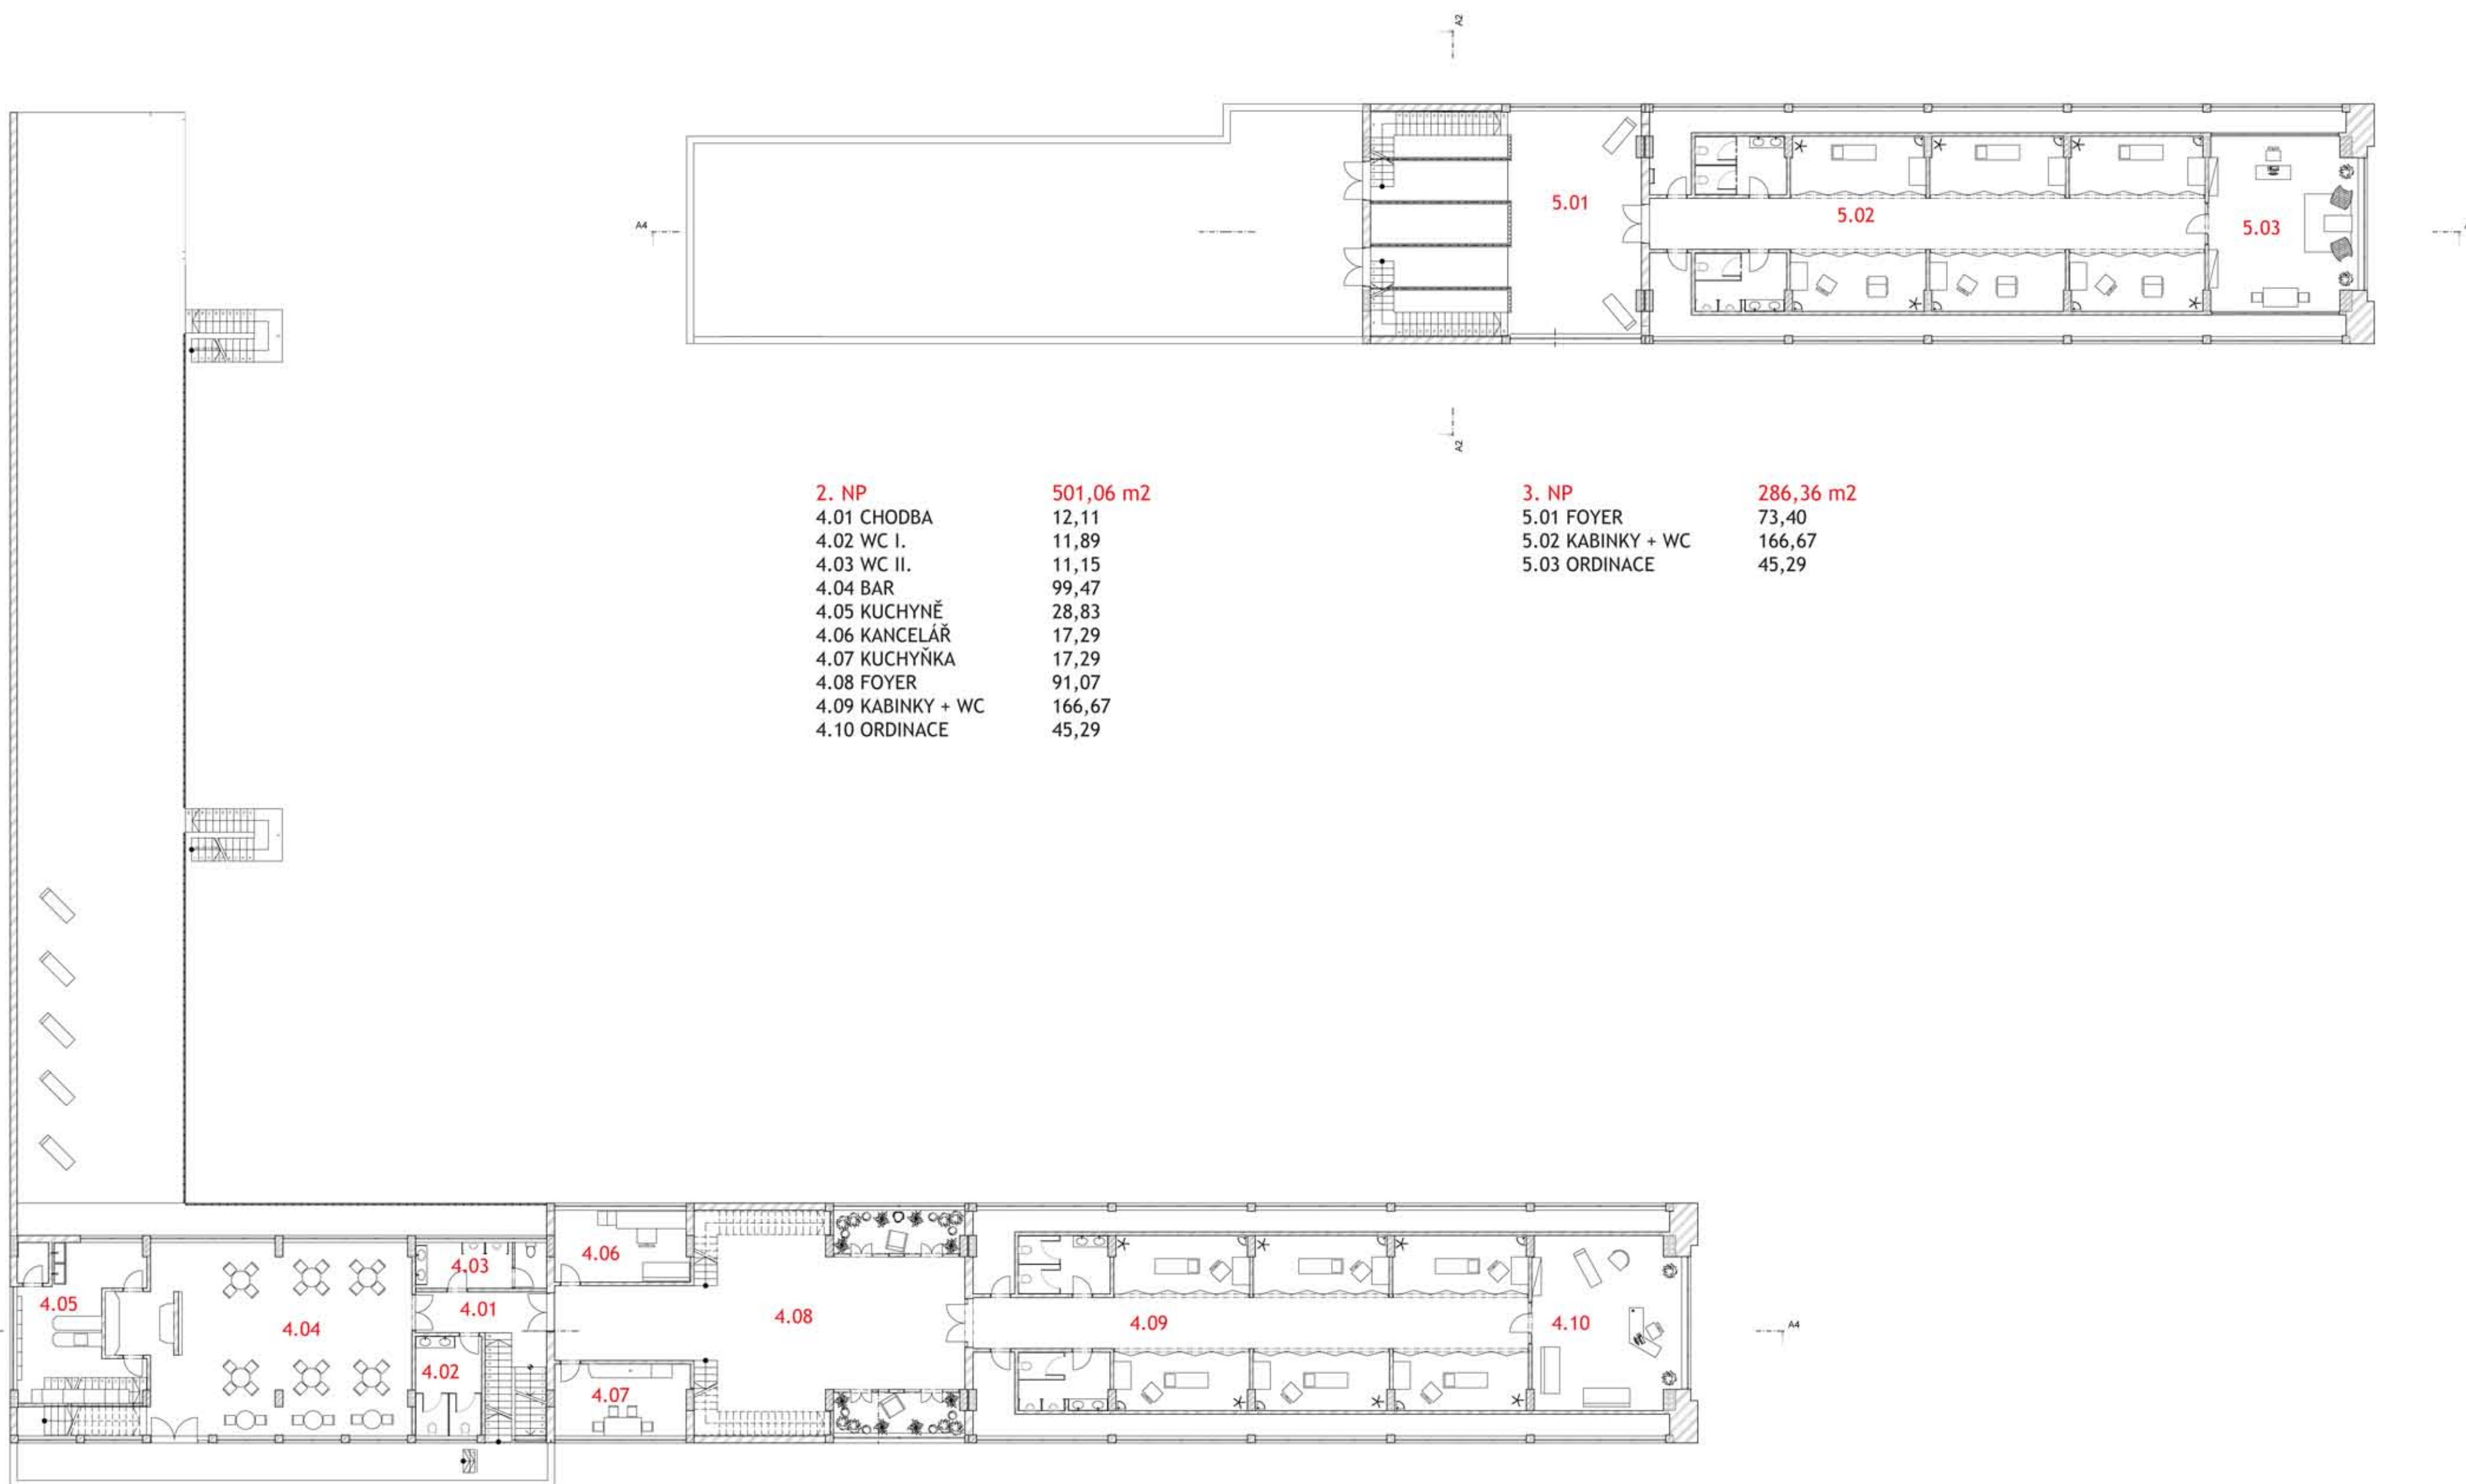 A2
5.01
5.02
5.03
A4
A2
2. NP 501,06 m2
4.01 CHODBA 12,11
4.02 WC I. 11,89
4.03 WC II. 11,15
4.04 BAR 99,47
4.05 KUCHYNĚ 28,83
4.06 KANCELÁŘ 17,29
4.07 KUCHYŇKA 17,29
4.08 FOYER 91,07
4.09 KABINKY + WC 166,67
4.10 ORDINACE 45,29
3. NP 286,36 m2
5.01 FOYER 73,40
5.02 KABINKY + WC 166,67
5.03 ORDINACE 45,29
4.06
4.03
4.05
4.01
4.04
4.08
4.09
4.10
A4
4.02
4.07